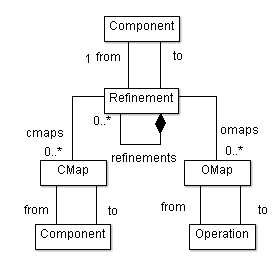 Component
1 from to
Refinement
cmaps 0..* omaps
0..* refinements 0..*
CMap OMap
from to from to
Component Operation